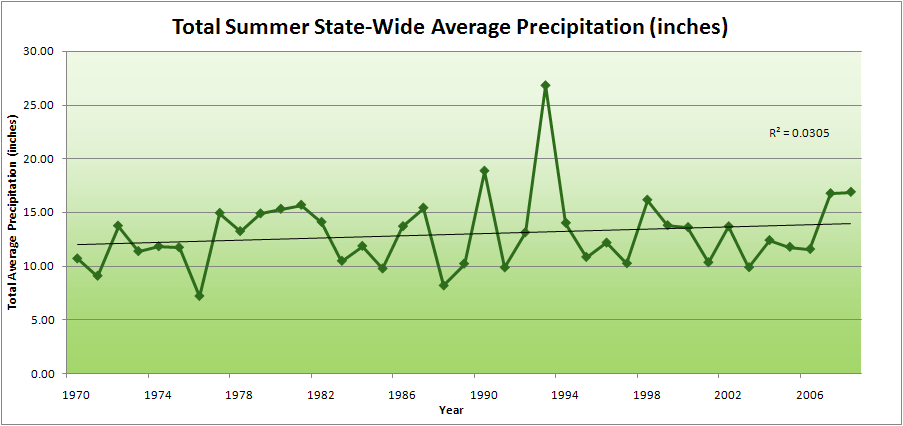 Total Summer State-Wide Average Precipitation (inches)
30.00
25.00
20.00
15.00
10.00
5.00
0.00
Total Average Precipitation (inches)
R² = 0.0305
1970 1974 1978 1982 1986 1990 1994 1998 2002 2006
Year